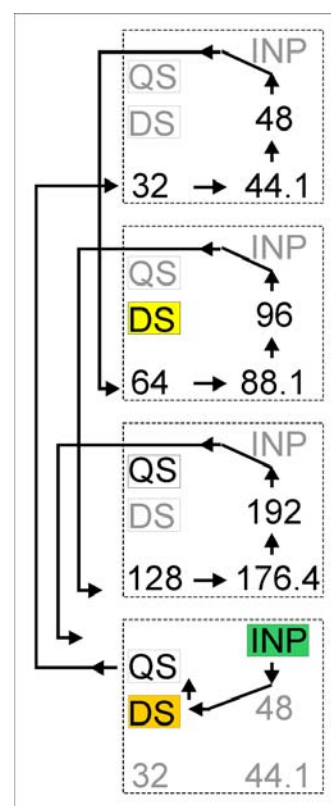 INP
QS
DS 48
32 44.1
INP
QS
DS 96
64 88.1
INP
QS
DS 192
128 176.4
INP
QS
DS 48
32 44.1